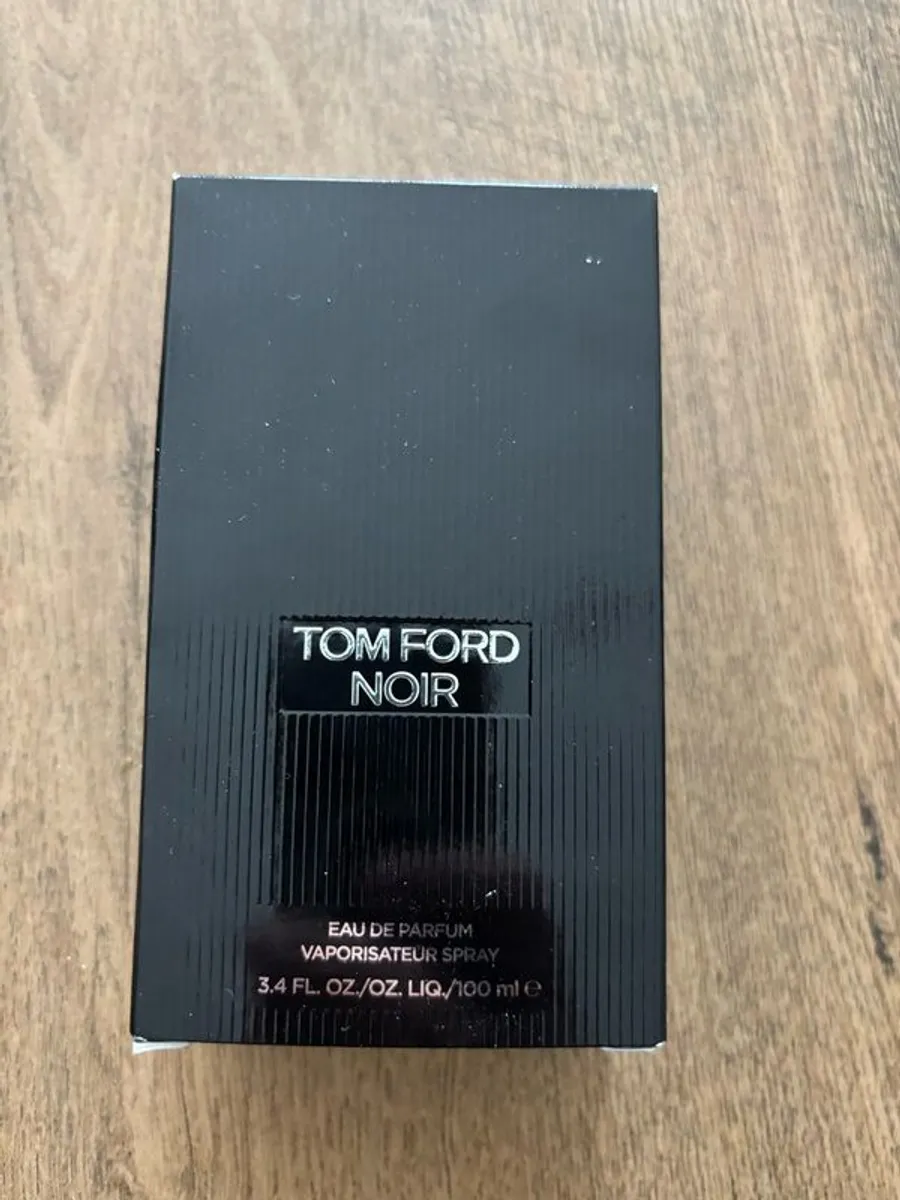 TOM FORD
NOIR
EAU DE PARFUM
VAPORISATEUR SPRAY
3.4 FL. OZ./OZ. LIQ./100 ml ℮